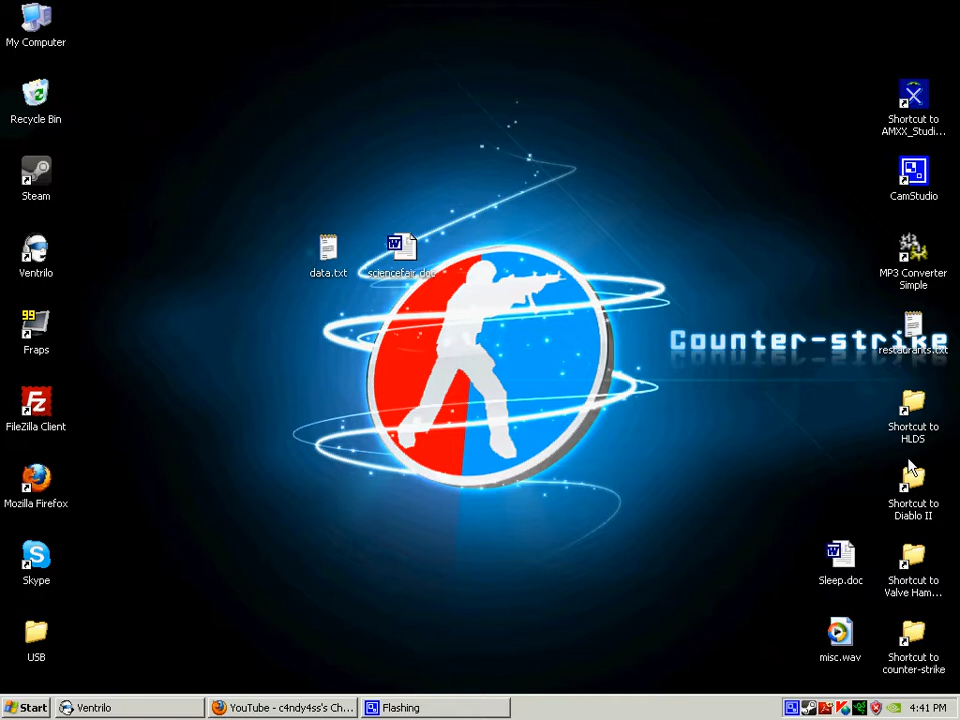 My Computer
Recycle Bin
Steam
Ventrilo
99
Fraps
Fz
FileZilla Client
Mozilla Firefox
S
Skype
USB
data.txt
W
sciencefair.doc
Counter-strike
X
Shortcut to
AMXX_Studi...
CamStudio
MP3 Converter
Simple
restaurants.txt
Shortcut to
HLDS
Shortcut to
Diablo II
W
Sleep.doc
Shortcut to
Valve Ham...
misc.wav
Shortcut to
counter-strike
Start
Ventrilo
YouTube - c4ndy4ss's Ch...
Flashing
4:41 PM